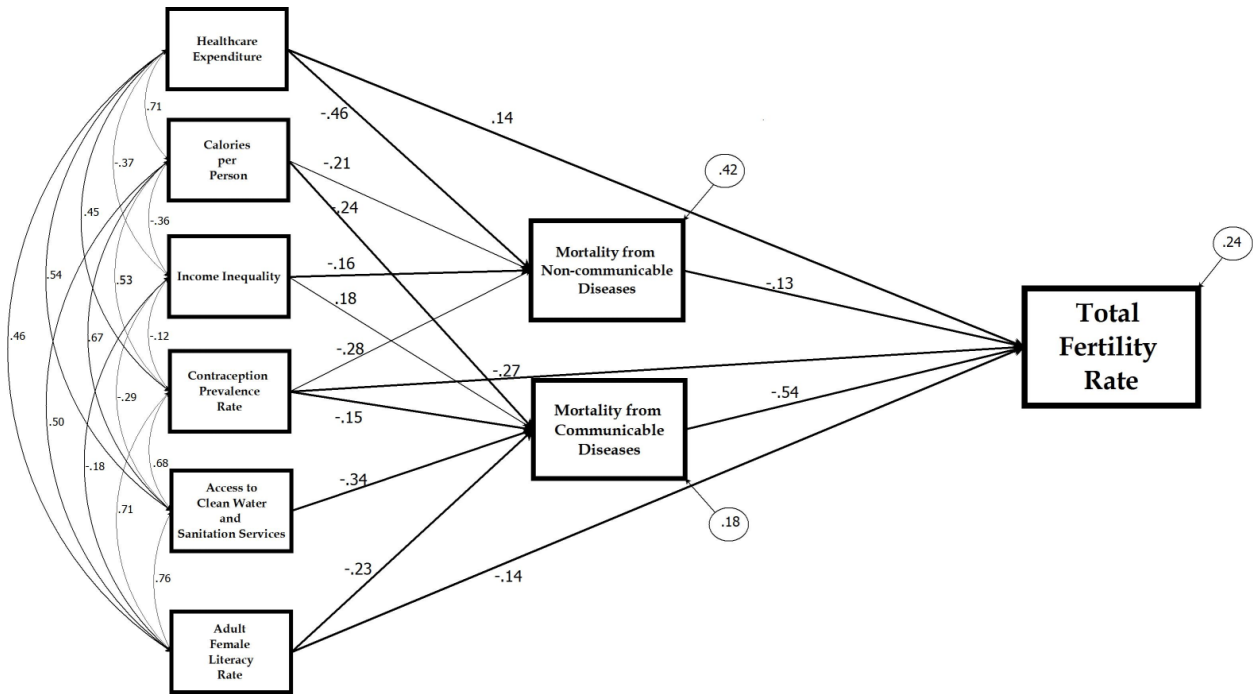 Healthcare
Expenditure
.71
-.46
.14
Calories
per
Person
-.37
-.21
.42
-.36
-.24
.45
Mortality from
Non-communicable
Diseases
.24
Income Inequality
-.16
.54
.53
.18
-.13
Total
Fertility
Rate
.46
.67
-.12
-.28
Contraception
Prevalence
Rate
-.27
-.29
-.15
-.54
Mortality from
Communicable
Diseases
.50
-.18
.68
Access to
Clean Water
and
Sanitation Services
-.34
.71
.18
.76
-.23
-.14
Adult
Female
Literacy
Rate